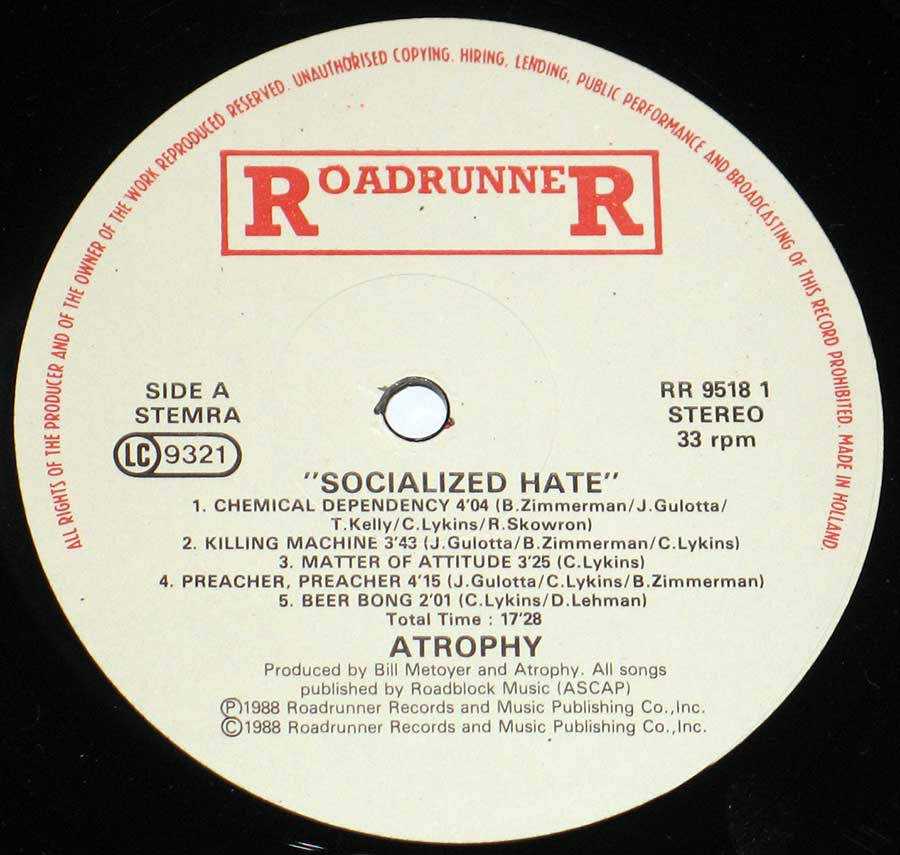 ALL RIGHTS OF THE PRODUCER AND OF THE OWNER OF THE WORK REPRODUCED RESERVED. UNAUTHORISED COPYING. HIRING, LENDING, PUBLIC PERFORMANCE AND BROADCASTING OF THIS RECORD PROHIBITED. MADE IN HOLLAND.
ROADRUNNER
SIDE A
STEMRA
LC 9321
RR 9518 1
STEREO
33 rpm
"SOCIALIZED HATE"
1. CHEMICAL DEPENDENCY 4'04 (B.Zimmerman/J.Gulotta/
T.Kelly/C.Lykins/R.Skowron)
2. KILLING MACHINE 3'43 (J.Gulotta/B.Zimmerman/C.Lykins)
3. MATTER OF ATTITUDE 3'25 (C.Lykins)
4. PREACHER, PREACHER 4'15 (J.Gulotta/C.Lykins/B.Zimmerman)
5. BEER BONG 2'01 (C.Lykins/D.Lehman)
Total Time : 17'28
ATROPHY
Produced by Bill Metoyer and Atrophy. All songs
published by Roadblock Music (ASCAP)
Ⓟ1988 Roadrunner Records and Music Publishing Co.,Inc.
Ⓒ1988 Roadrunner Records and Music Publishing Co.,Inc.